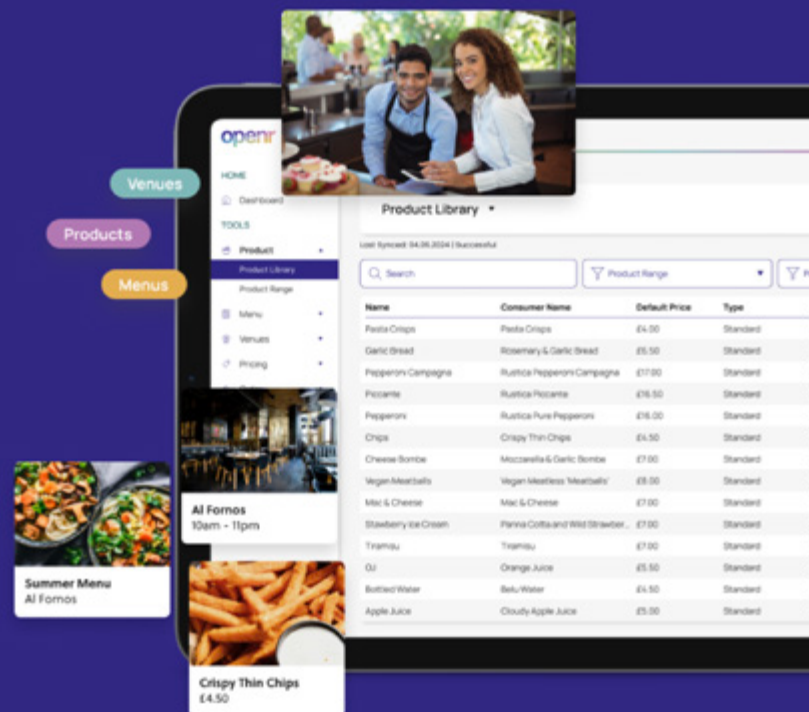 openr
HOME
Dashboard
TOOLS
Product
Product Library
Product Range
Menu
Venues
Pricing
Venues
Products
Menus
Product Library
Last Synced: 04.06.2024 | Successful
Search
Product Range
Name Consumer Name Default Price Type
Pasta Crisps Pasta Crisps £4.00 Standard
Garlic Bread Rosemary & Garlic Bread £5.50 Standard
Pepperoni Campagna Rustica Pepperoni Campagna £17.00 Standard
Piccante Rustica Piccante £16.50 Standard
Pepperoni Rustica Pure Pepperoni £16.00 Standard
Chips Crispy Thin Chips £4.50 Standard
Cheese Bombe Mozzarella & Garlic Bombe £7.00 Standard
Vegan Meatballs Vegan Meatless 'Meatballs' £8.00 Standard
Mac & Cheese Mac & Cheese £7.00 Standard
Stawberry Ice Cream Panna Cotta and Wild Strawber... £7.00 Standard
Tiramisu Tiramisu £7.00 Standard
OJ Orange Juice £5.50 Standard
Bottled Water Belu Water £4.50 Standard
Apple Juice Cloudy Apple Juice £5.00 Standard
Al Fornos
10am - 11pm
Summer Menu
Al Fornos
Crispy Thin Chips
£4.50